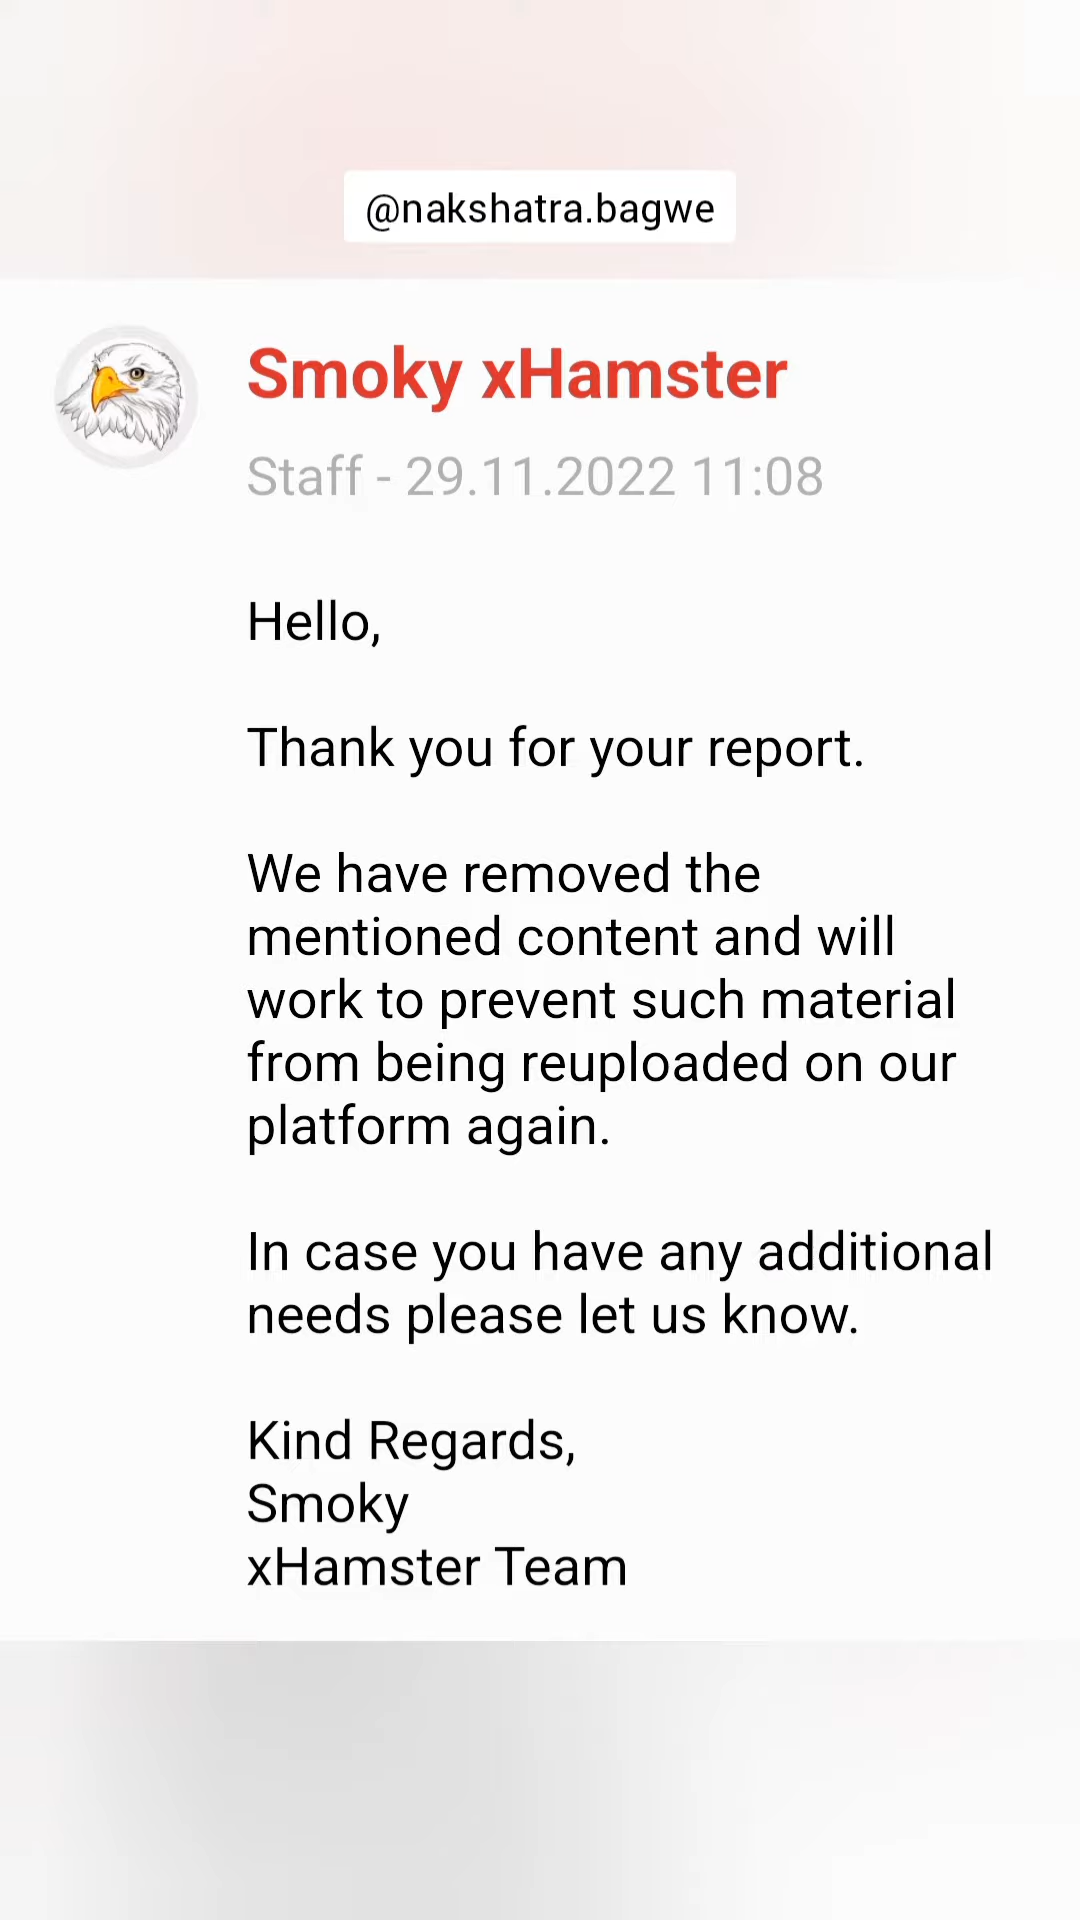 @nakshatra.bagwe
Smoky xHamster
Staff - 29.11.2022 11:08
Hello,
Thank you for your report.
We have removed the
mentioned content and will
work to prevent such material
from being reuploaded on our
platform again.
In case you have any additional
needs please let us know.
Kind Regards,
Smoky
xHamster Team